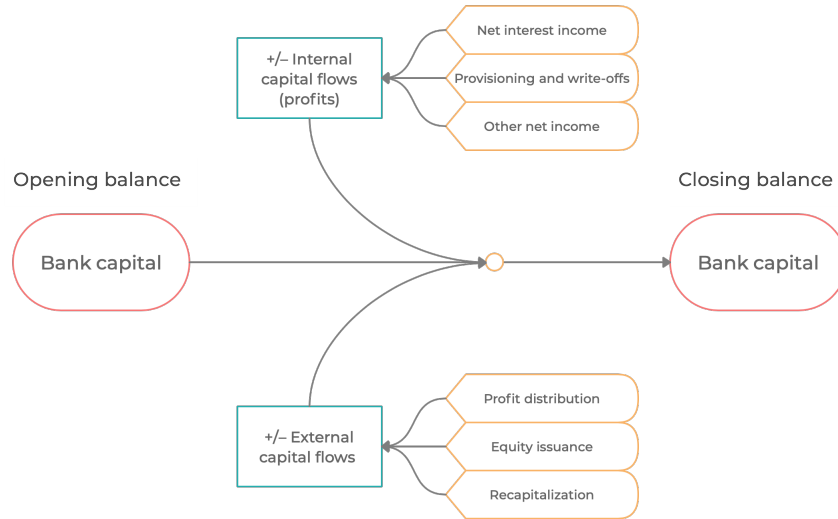 Net interest income
+/– Internal
capital flows
(profits)
Provisioning and write-offs
Other net income
Opening balance
Closing balance
Bank capital
Bank capital
Profit distribution
+/– External
capital flows
Equity issuance
Recapitalization